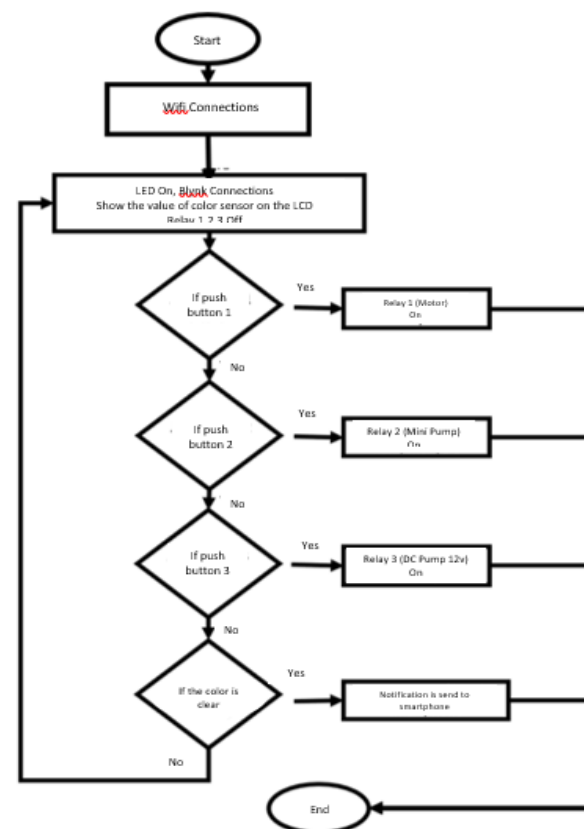 Start
Wifi Connections
LED On, Blynk Connections
Show the value of color sensor on the LCD
Relay 1 2 3 Off
If push
button 1
Yes
Relay 1 (Motor)
On
No
If push
button 2
Yes
Relay 2 (Mini Pump)
On
No
If push
button 3
Yes
Relay 3 (DC Pump 12v)
On
No
If the color is
clear
Yes
Notification is send to
smartphone
No
End